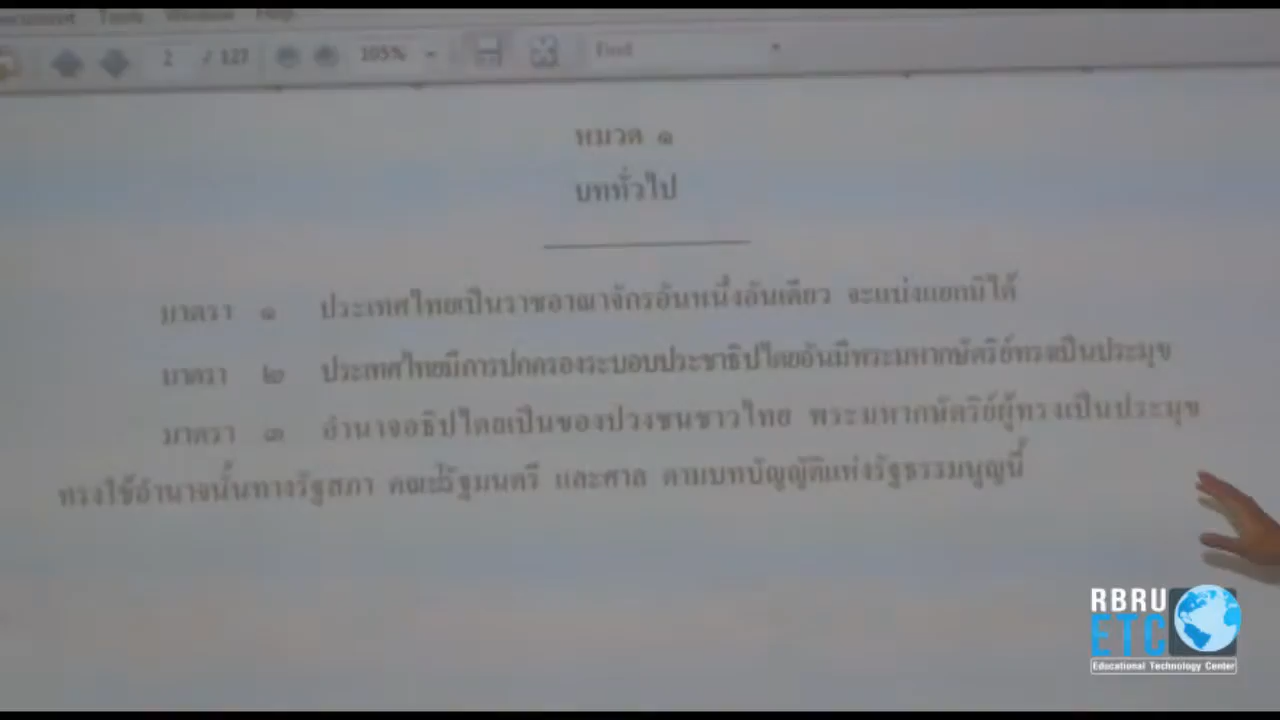 Tools Window Help
2 / 127 105% Find
หมวด ๑
บททั่วไป
มาตรา ๑ ประเทศไทยเป็นราชอาณาจักรอันหนึ่งอันเดียว จะแบ่งแยกมิได้
มาตรา ๒ ประเทศไทยมีการปกครองระบอบประชาธิปไตยอันมีพระมหากษัตริย์ทรงเป็นประมุข
มาตรา ๓ อำนาจอธิปไตยเป็นของปวงชนชาวไทย พระมหากษัตริย์ผู้ทรงเป็นประมุข
ทรงใช้อำนาจนั้นทางรัฐสภา คณะรัฐมนตรี และศาล ตามบทบัญญัติแห่งรัฐธรรมนูญนี้
RBRU
ETC
Educational Technology Center